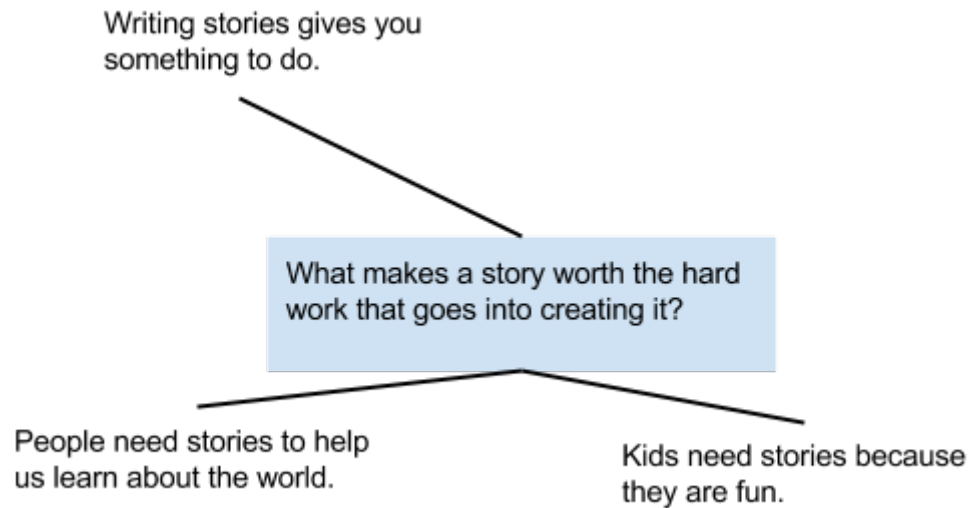 Writing stories gives you
something to do.
What makes a story worth the hard
work that goes into creating it?
People need stories to help
us learn about the world.
Kids need stories because
they are fun.